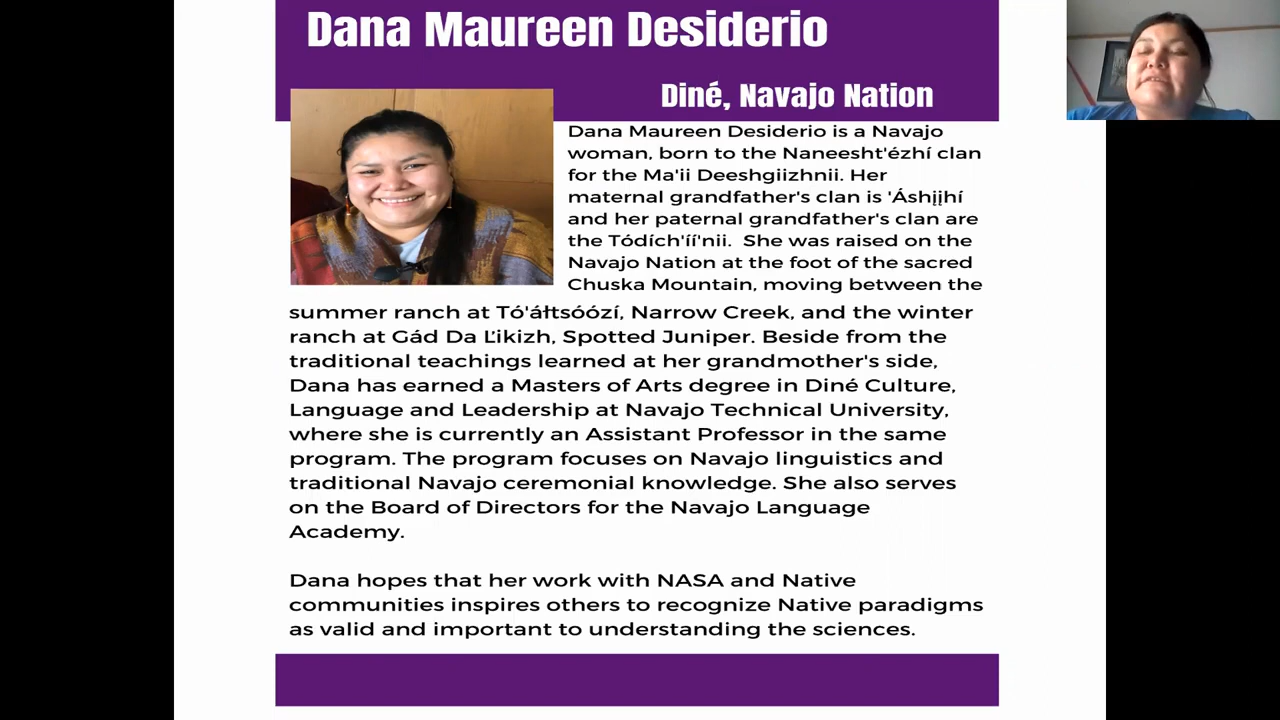 Dana Maureen Desiderio
Diné, Navajo Nation
Dana Maureen Desiderio is a Navajo
woman, born to the Naneesht'ézhí clan
for the Ma'ii Deeshgiizhnii. Her
maternal grandfather's clan is 'Áshįįhí
and her paternal grandfather's clan are
the Tódích'íí'nii. She was raised on the
Navajo Nation at the foot of the sacred
Chuska Mountain, moving between the
summer ranch at Tó'áłtsóózí, Narrow Creek, and the winter
ranch at Gád Da Ľikizh, Spotted Juniper. Beside from the
traditional teachings learned at her grandmother's side,
Dana has earned a Masters of Arts degree in Diné Culture,
Language and Leadership at Navajo Technical University,
where she is currently an Assistant Professor in the same
program. The program focuses on Navajo linguistics and
traditional Navajo ceremonial knowledge. She also serves
on the Board of Directors for the Navajo Language
Academy.
Dana hopes that her work with NASA and Native
communities inspires others to recognize Native paradigms
as valid and important to understanding the sciences.